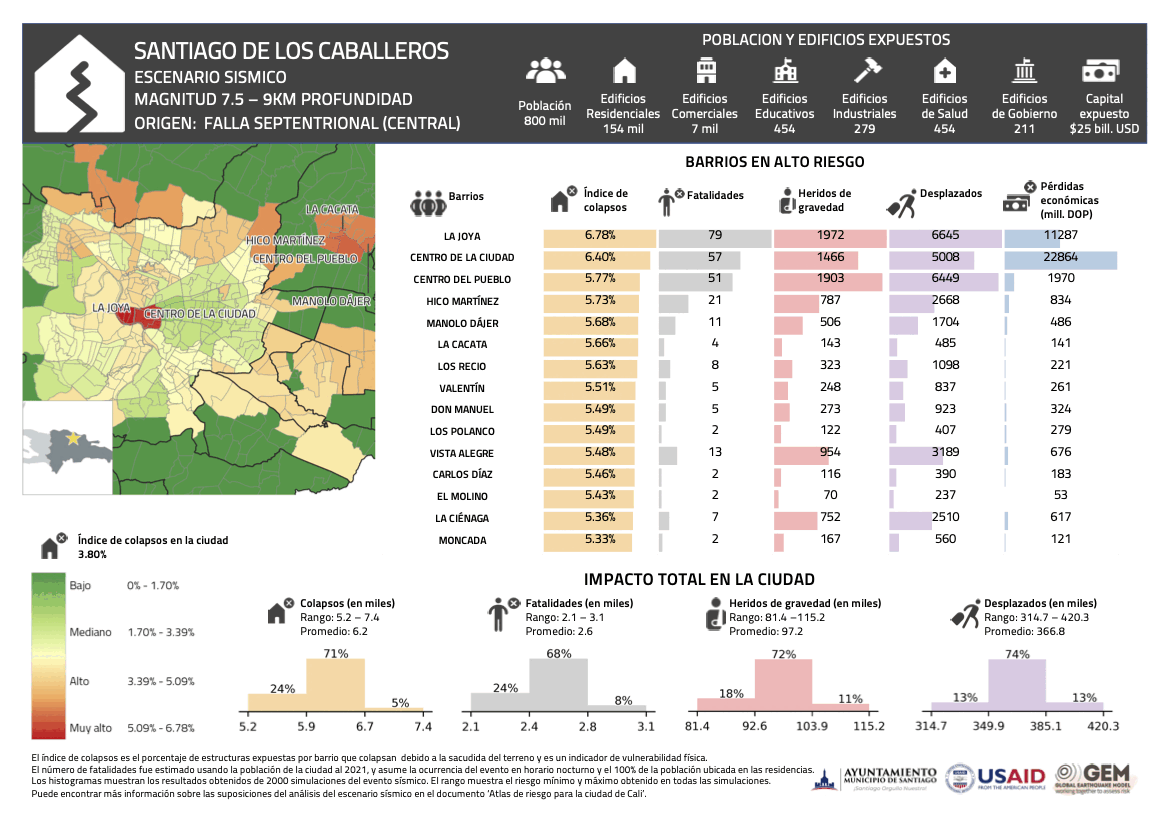 SANTIAGO DE LOS CABALLEROS
ESCENARIO SISMICO
MAGNITUD 7.5 – 9KM PROFUNDIDAD
ORIGEN: FALLA SEPTENTRIONAL (CENTRAL)
POBLACION Y EDIFICIOS EXPUESTOS
Población
800 mil
Edificios
Residenciales
154 mil
Edificios
Comerciales
7 mil
Edificios
Educativos
454
Edificios
Industriales
279
Edificios
de Salud
454
Edificios
de Gobierno
211
Capital
expuesto
$25 bill. USD
LA CACATA
HICO MARTÍNEZ
CENTRO DEL PUEBLO
MANOLO DÁJER
LA JOYA
CENTRO DE LA CIUDAD
BARRIOS EN ALTO RIESGO
Barrios
Índice de
colapsos
Fatalidades
Heridos de
gravedad
Desplazados
Pérdidas
económicas
(mill. DOP)
LA JOYA 6.78% 79 1972 6645 11287
CENTRO DE LA CIUDAD 6.40% 57 1466 5008 22864
CENTRO DEL PUEBLO 5.77% 51 1903 6449 1970
HICO MARTÍNEZ 5.73% 21 787 2668 834
MANOLO DÁJER 5.68% 11 506 1704 486
LA CACATA 5.66% 4 143 485 141
LOS RECIO 5.63% 8 323 1098 221
VALENTÍN 5.51% 5 248 837 261
DON MANUEL 5.49% 5 273 923 324
LOS POLANCO 5.49% 2 122 407 279
VISTA ALEGRE 5.48% 13 954 3189 676
CARLOS DÍAZ 5.46% 2 116 390 183
EL MOLINO 5.43% 2 70 237 53
LA CIÉNAGA 5.36% 7 752 2510 617
MONCADA 5.33% 2 167 560 121
Índice de colapsos en la ciudad
3.80%
Bajo 0% - 1.70%
Mediano 1.70% - 3.39%
Alto 3.39% - 5.09%
Muy alto 5.09% - 6.78%
IMPACTO TOTAL EN LA CIUDAD
Colapsos (en miles)
Rango: 5.2 – 7.4
Promedio: 6.2
71%
24%
5%
5.2 5.9 6.7 7.4
Fatalidades (en miles)
Rango: 2.1 – 3.1
Promedio: 2.6
68%
24%
8%
2.1 2.4 2.8 3.1
Heridos de gravedad (en miles)
Rango: 81.4 –115.2
Promedio: 97.2
72%
18%
11%
81.4 92.6 103.9 115.2
Desplazados (en miles)
Rango: 314.7 – 420.3
Promedio: 366.8
74%
13%
13%
314.7 349.9 385.1 420.3
El índice de colapsos es el porcentaje de estructuras expuestas por barrio que colapsan debido a la sacudida del terreno y es un indicador de vulnerabilidad física.
El número de fatalidades fue estimado usando la población de la ciudad al 2021, y asume la ocurrencia del evento en horario nocturno y el 100% de la población ubicada en las residencias.
Los histogramas muestran los resultados obtenidos de 2000 simulaciones del evento sísmico. El rango muestra el riesgo mínimo y máximo obtenido en todas las simulaciones.
Puede encontrar más información sobre las suposiciones del análisis del escenario sísmico en el documento 'Atlas de riesgo para la ciudad de Cali'.
AYUNTAMIENTO
MUNICIPIO DE SANTIAGO
¡Santiago Orgullo Nuestro!
USAID
FROM THE AMERICAN PEOPLE
GEM
GLOBAL EARTHQUAKE MODEL
working together to assess risk